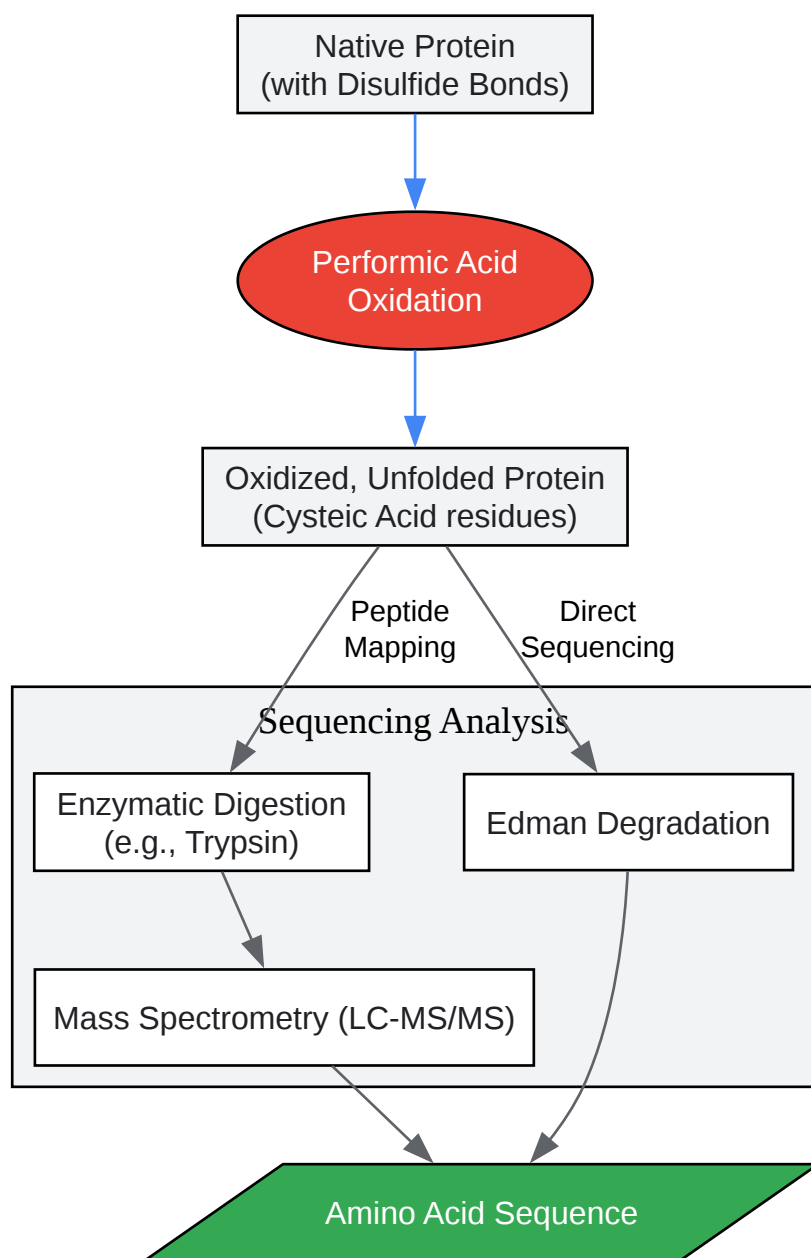 Native Protein
(with Disulfide Bonds)
Performic Acid
Oxidation
Oxidized, Unfolded Protein
(Cysteic Acid residues)
Peptide
Mapping
Direct
Sequencing
Sequencing Analysis
Enzymatic Digestion
(e.g., Trypsin)
Edman Degradation
Mass Spectrometry (LC-MS/MS)
Amino Acid Sequence